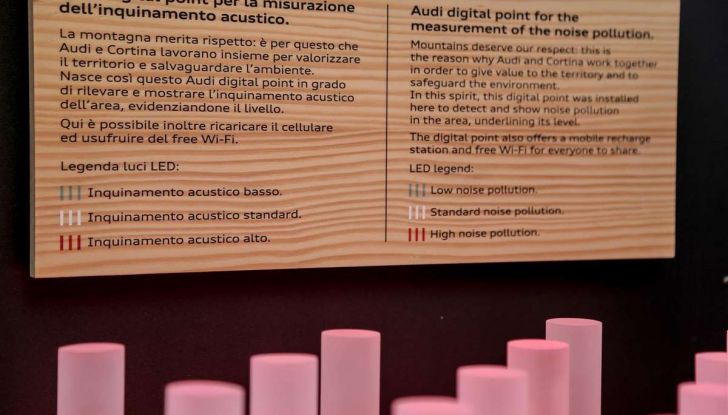 digital point per la misurazione
dell'inquinamento acustico.
La montagna merita rispetto: è per questo che
Audi e Cortina lavorano insieme per valorizzare
il territorio e salvaguardare l'ambiente.
Nasce così questo Audi digital point in grado
di rilevare e mostrare l'inquinamento acustico
dell'area, evidenziandone il livello.
Qui è possibile inoltre ricaricare il cellulare
ed usufruire del free Wi-Fi.
Legenda luci LED:
Inquinamento acustico basso.
Inquinamento acustico standard.
Inquinamento acustico alto.
Audi digital point for the
measurement of the noise pollution.
Mountains deserve our respect: this is
the reason why Audi and Cortina work together
in order to give value to the territory and to
safeguard the environment.
In this spirit, this digital point was installed
here to detect and show noise pollution
in the area, underlining its level.
The digital point also offers a mobile recharge
station and free Wi-Fi for everyone to share.
LED legend:
Low noise pollution.
Standard noise pollution.
High noise pollution.